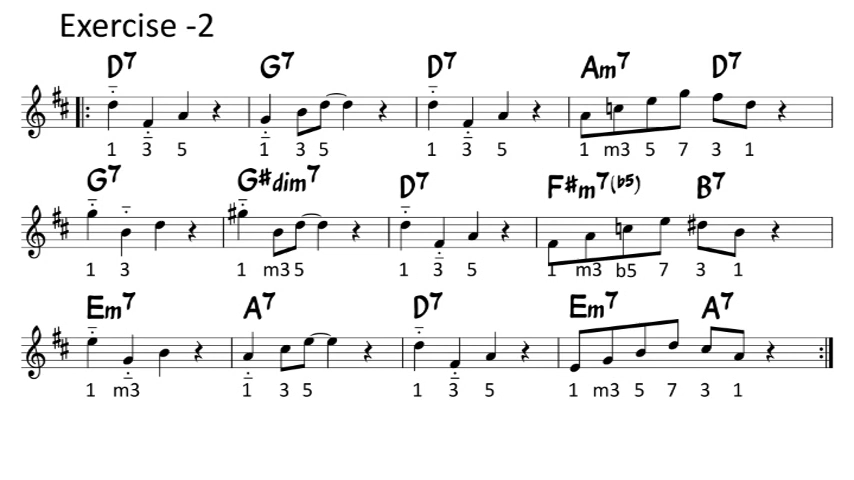 Exercise -2
D7 G7 D7 Am7 D7
1 3 5 1 3 5 1 3 5 1 m3 5 7 3 1
G7 G#dim7 D7 F#m7(b5) B7
1 3 1 m3 5 1 3 5 1 m3 b5 7 3 1
Em7 A7 D7 Em7 A7
1 m3 1 3 5 1 3 5 1 m3 5 7 3 1